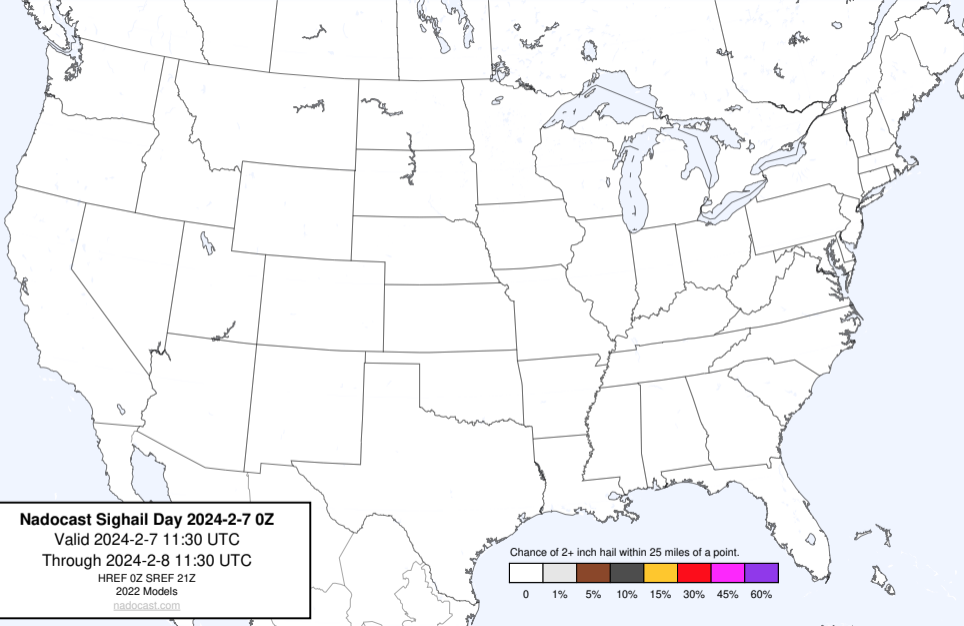 Nadocast Sighail Day 2024-2-7 0Z
Valid 2024-2-7 11:30 UTC
Through 2024-2-8 11:30 UTC
HREF 0Z SREF 21Z
2022 Models
nadocast.com
Chance of 2+ inch hail within 25 miles of a point.
0 1% 5% 10% 15% 30% 45% 60%